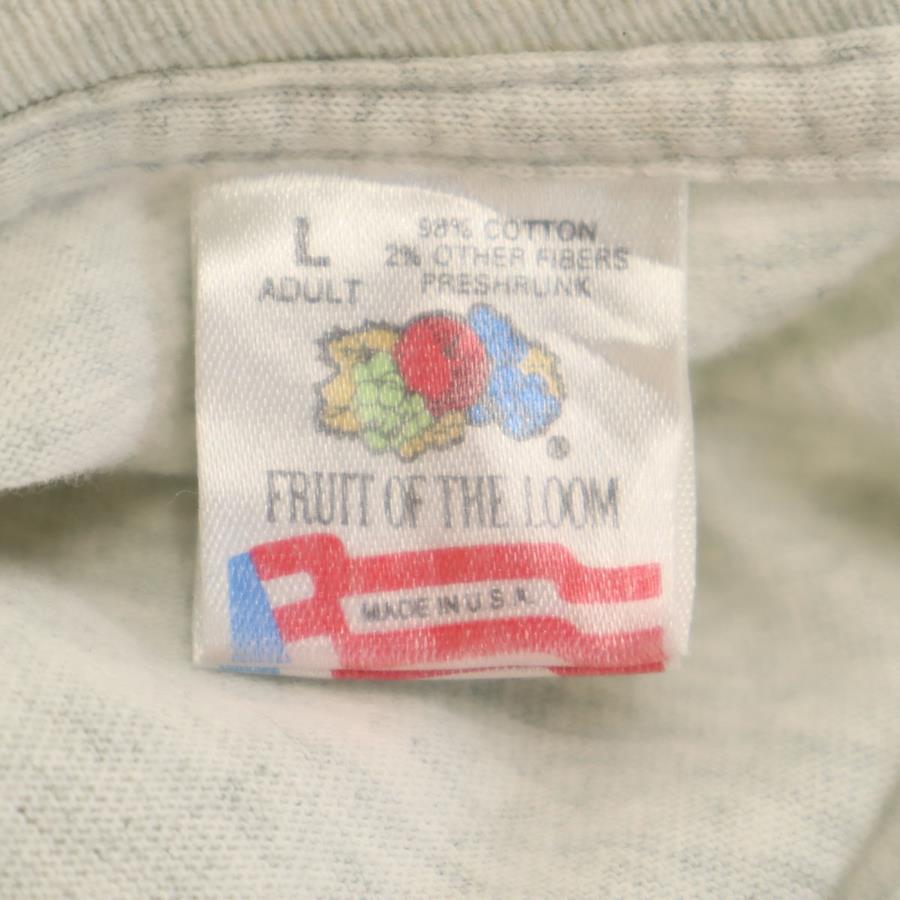 L
ADULT
98% COTTON
2% OTHER FIBERS
PRESHRUNK
®
FRUIT OF THE LOOM
MADE IN U.S.A.